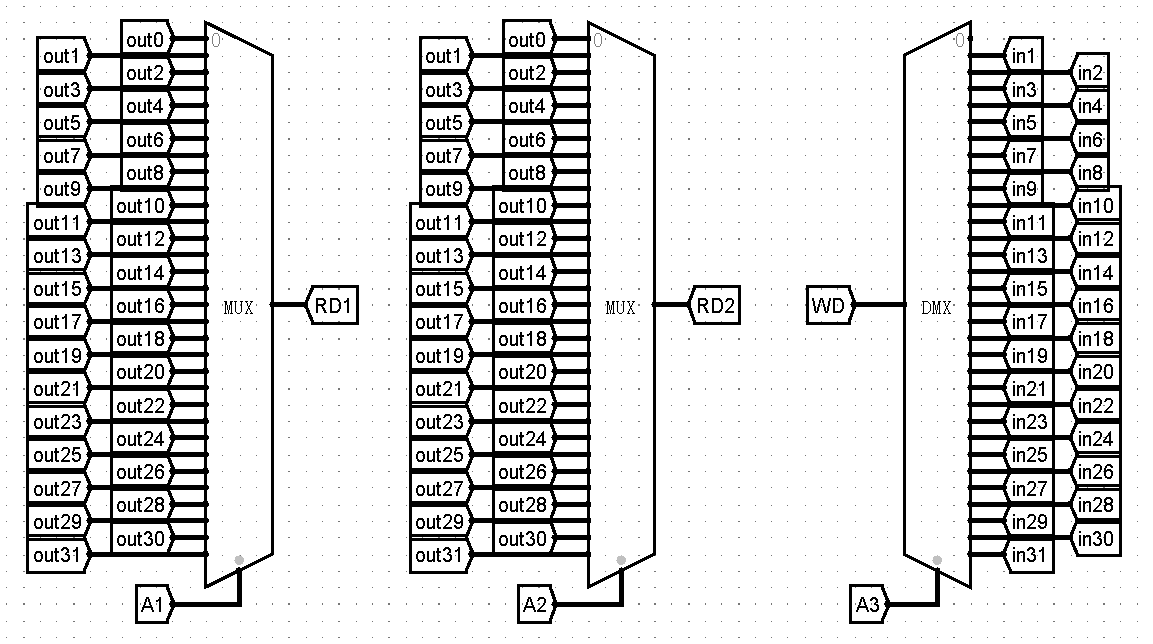 out0
0
out1
out2
out3
out4
out5
out6
out7
out8
out9
out10
out11
out12
out13
out14
out15
out16
out17
out18
out19
out20
out21
out22
out23
out24
out25
out26
out27
out28
out29
out30
out31
MUX
RD1
A1
out0
0
out1
out2
out3
out4
out5
out6
out7
out8
out9
out10
out11
out12
out13
out14
out15
out16
out17
out18
out19
out20
out21
out22
out23
out24
out25
out26
out27
out28
out29
out30
out31
MUX
RD2
A2
WD
DMX
0
in1
in2
in3
in4
in5
in6
in7
in8
in9
in10
in11
in12
in13
in14
in15
in16
in17
in18
in19
in20
in21
in22
in23
in24
in25
in26
in27
in28
in29
in30
in31
A3